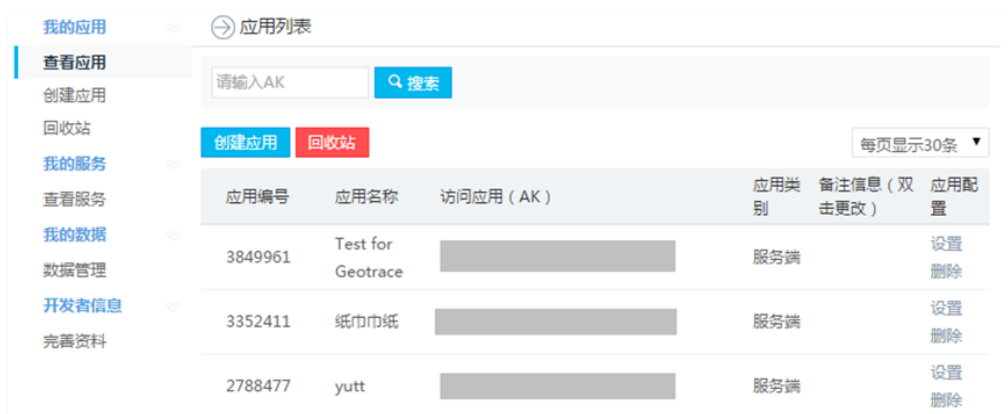 我的应用
查看应用
创建应用
回收站
我的服务
查看服务
我的数据
数据管理
开发者信息
完善资料
应用列表
请输入AK
搜索
创建应用 回收站
每页显示30条
应用编号 应用名称 访问应用（AK） 应用类别 备注信息（双击更改） 应用配置
3849961 Test for Geotrace 服务端 设置 删除
3352411 纸巾巾纸 服务端 设置 删除
2788477 yutt 服务端 设置 删除